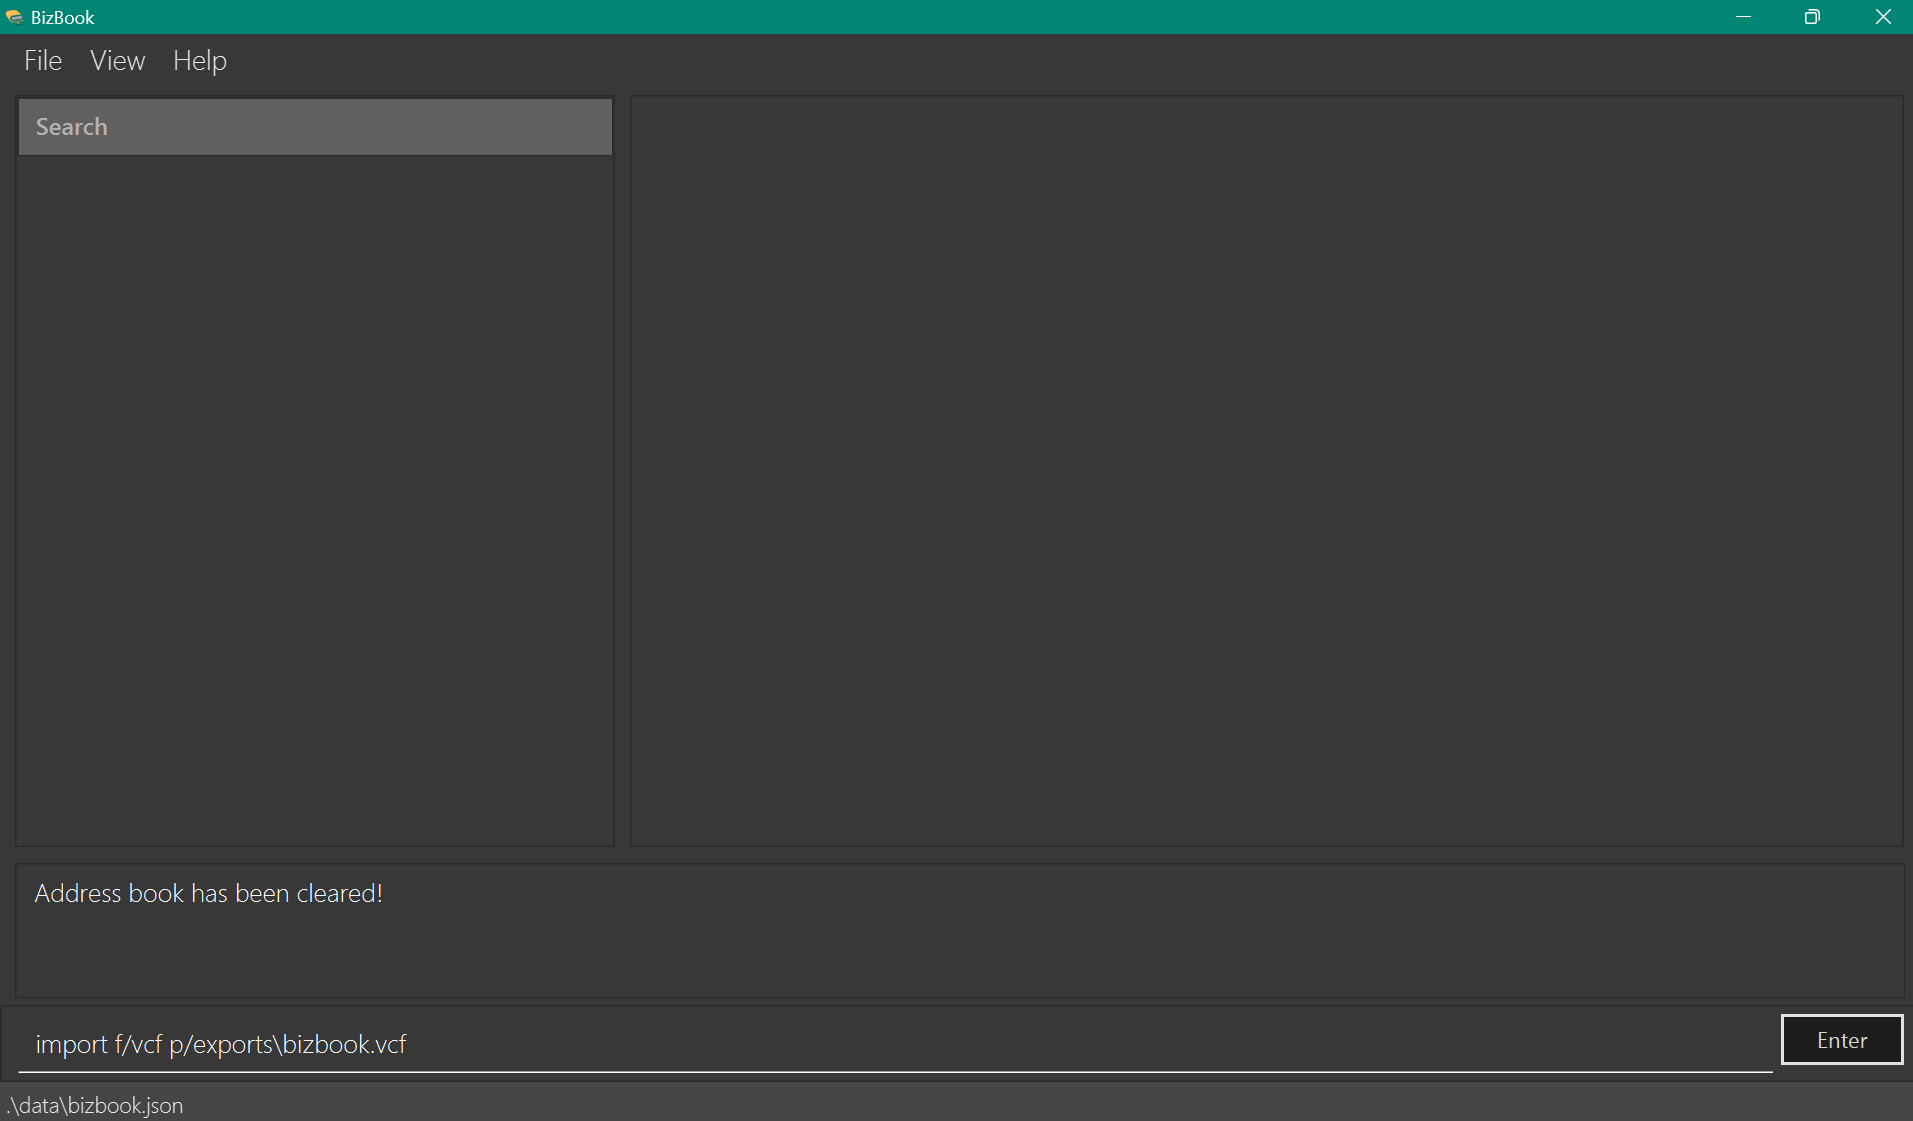 BizBook
File View Help
Search
Address book has been cleared!
import f/vcf p/exports\bizbook.vcf
Enter
.\data\bizbook.json